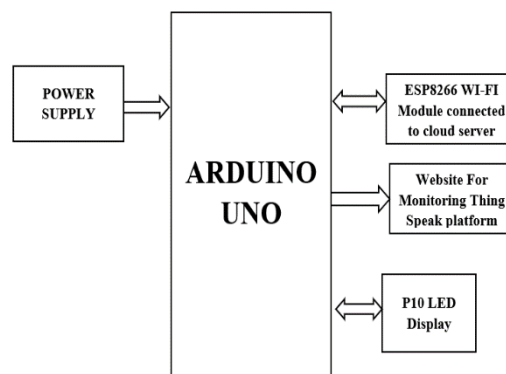 POWER
SUPPLY
ARDUINO
UNO
ESP8266 WI-FI
Module connected
to cloud server
Website For
Monitoring Thing
Speak platform
P10 LED
Display